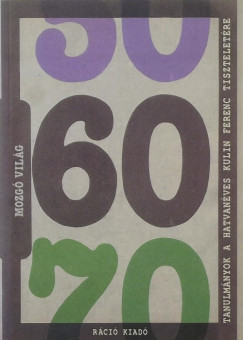 50
MOZGÓ VILÁG
60
70
TANULMÁNYOK A HATVANÉVES KULIN FERENC TISZTELETÉRE
RÁCIÓ KIADÓ